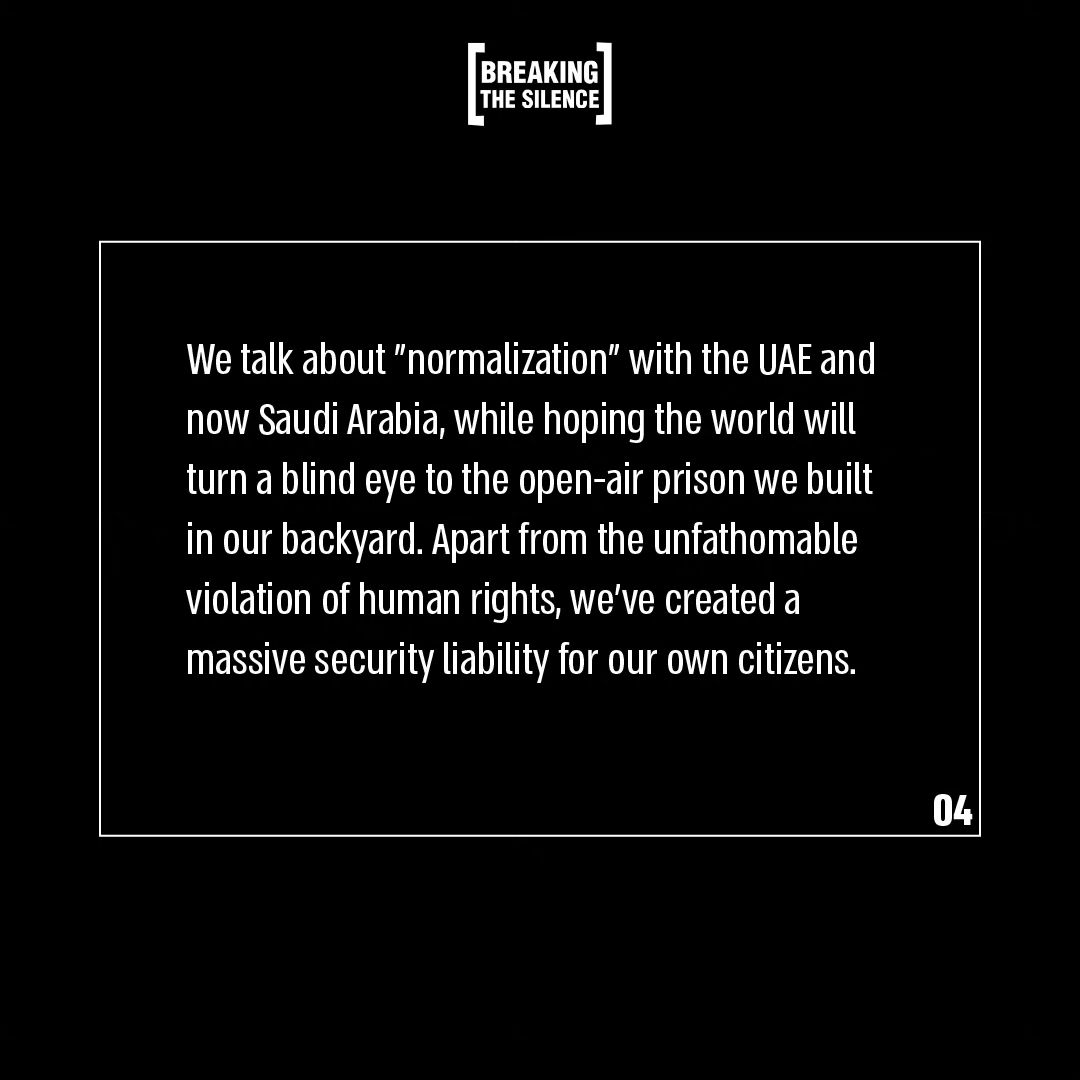 BREAKING
THE SILENCE
We talk about "normalization" with the UAE and
now Saudi Arabia, while hoping the world will
turn a blind eye to the open-air prison we built
in our backyard. Apart from the unfathomable
violation of human rights, we've created a
massive security liability for our own citizens.
04